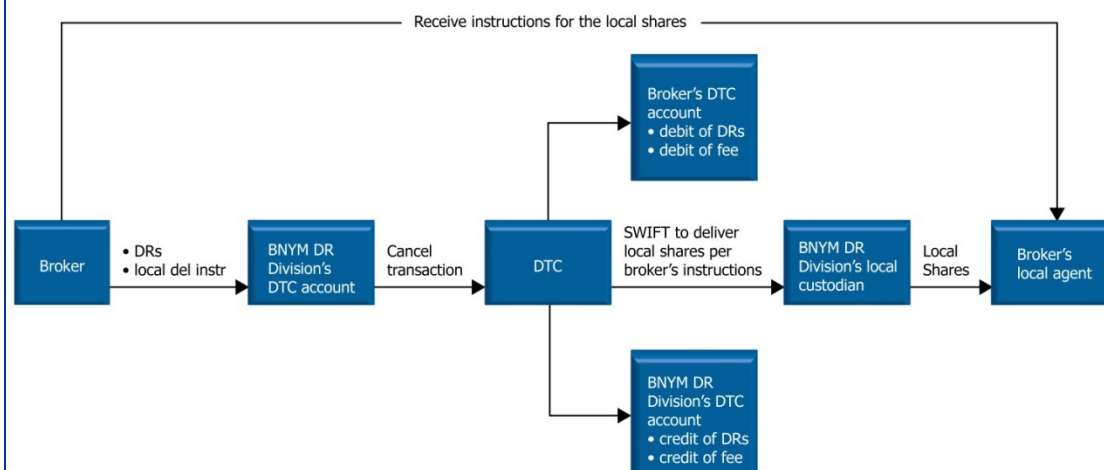 Receive instructions for the local shares
Broker's DTC
account
• debit of DRs
• debit of fee
Broker
• DRs
• local del instr
BNYM DR
Division's
DTC account
Cancel
transaction
DTC
SWIFT to deliver
local shares per
broker's instructions
BNYM DR
Division's local
custodian
Local
Shares
Broker's
local agent
BNYM DR
Division's DTC
account
• credit of DRs
• credit of fee